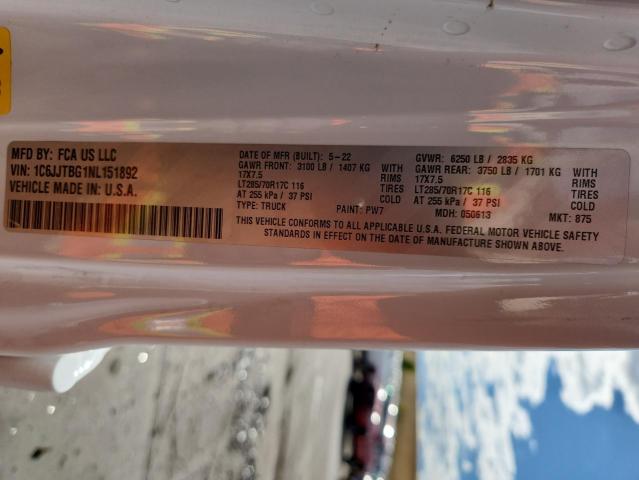 MFD BY: FCA US LLC
VIN: 1C6JJTBG1NL151892
VEHICLE MADE IN: U.S.A.
DATE OF MFR (BUILT): 5-22
GAWR FRONT: 3100 LB / 1407 KG WITH
17X7.5 RIMS
LT285/70R17C 116 TIRES
AT 255 kPa / 37 PSI COLD
TYPE: TRUCK PAINT: PW7
GVWR: 6250 LB / 2835 KG
GAWR REAR: 3750 LB / 1701 KG WITH
17X7.5 RIMS
LT285/70R17C 116 TIRES
AT 255 kPa / 37 PSI COLD
MDH: 050613 MKT: 875
THIS VEHICLE CONFORMS TO ALL APPLICABLE U.S.A. FEDERAL MOTOR VEHICLE SAFETY
STANDARDS IN EFFECT ON THE DATE OF MANUFACTURE SHOWN ABOVE.